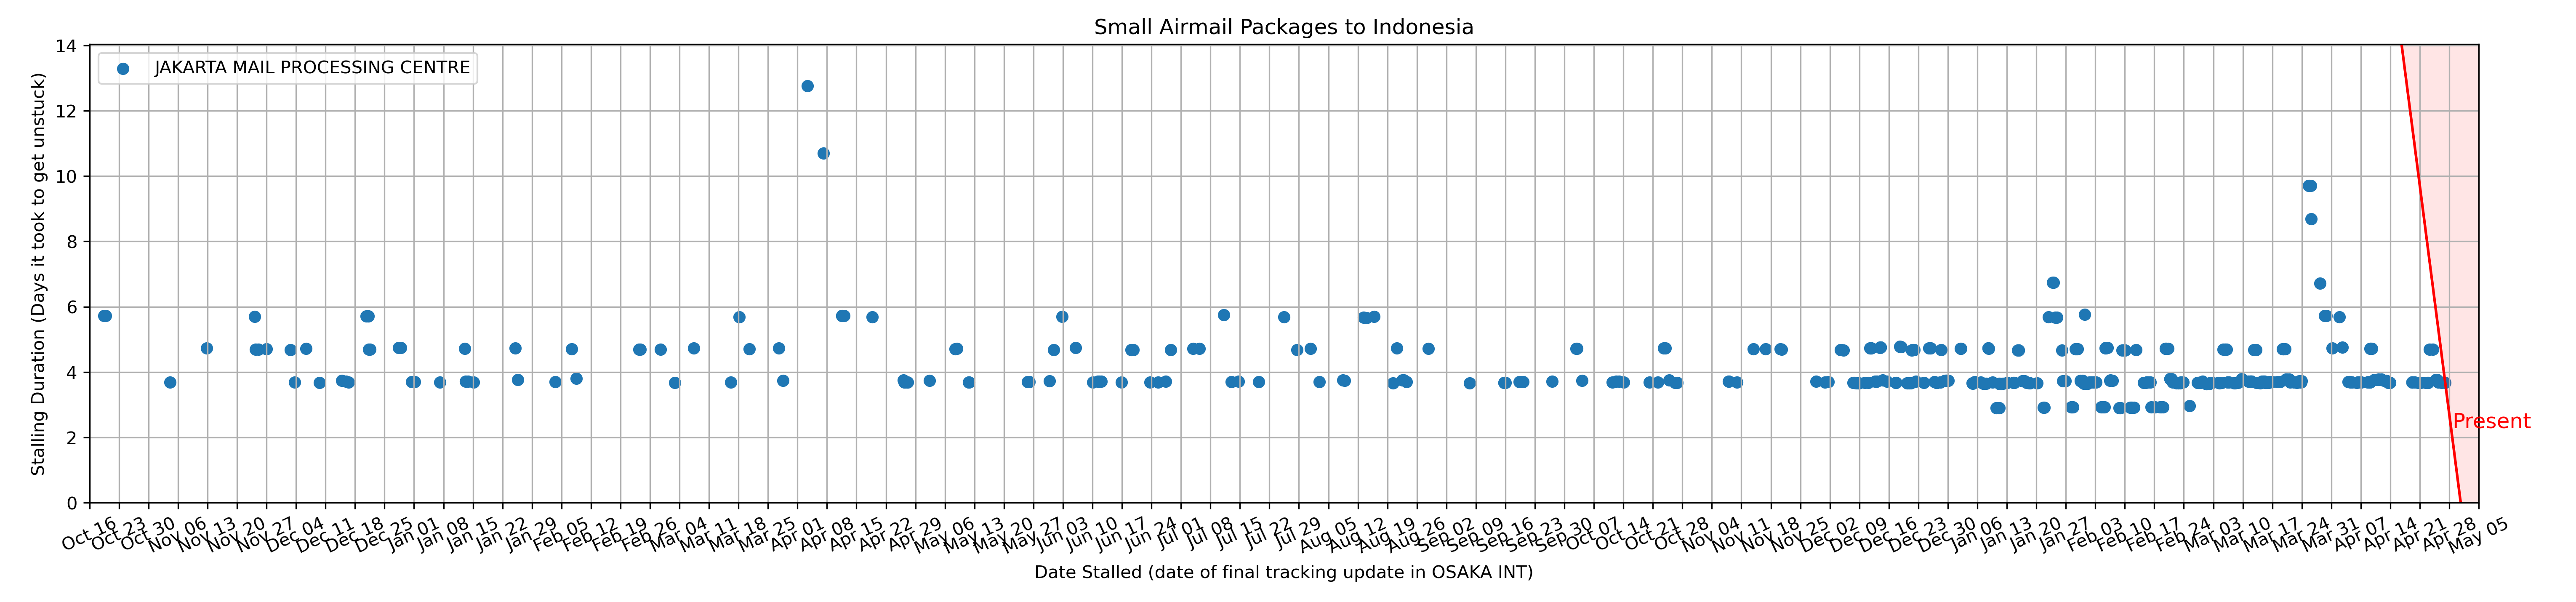 Small Airmail Packages to Indonesia
JAKARTA MAIL PROCESSING CENTRE
Stalling Duration (Days it took to get unstuck)
14
12
10
8
6
4
2
0
Present
Oct 16
Oct 23
Oct 30
Nov 06
Nov 13
Nov 20
Nov 27
Dec 04
Dec 11
Dec 18
Dec 25
Jan 01
Jan 08
Jan 15
Jan 22
Jan 29
Feb 05
Feb 12
Feb 19
Feb 26
Mar 04
Mar 11
Mar 18
Mar 25
Apr 01
Apr 08
Apr 15
Apr 22
Apr 29
May 06
May 13
May 20
May 27
Jun 03
Jun 10
Jun 17
Jun 24
Jul 01
Jul 08
Jul 15
Jul 22
Jul 29
Aug 05
Aug 12
Aug 19
Aug 26
Sep 02
Sep 09
Sep 16
Sep 23
Sep 30
Oct 07
Oct 14
Oct 21
Oct 28
Nov 04
Nov 11
Nov 18
Nov 25
Dec 02
Dec 09
Dec 16
Dec 23
Dec 30
Jan 06
Jan 13
Jan 20
Jan 27
Feb 03
Feb 10
Feb 17
Feb 24
Mar 03
Mar 10
Mar 17
Mar 24
Mar 31
Apr 07
Apr 14
Apr 21
Apr 28
May 05
Date Stalled (date of final tracking update in OSAKA INT)